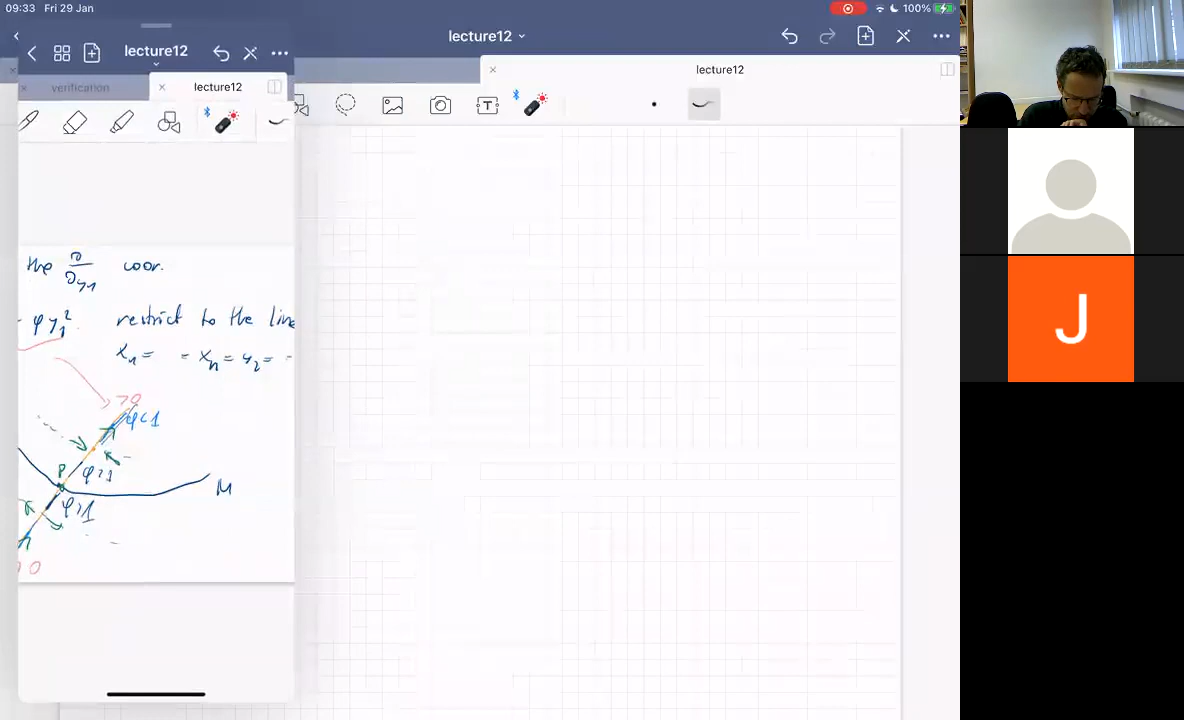 09:33 Fri 29 Jan
100%
lecture12
lecture12
verification
lecture12
lecture12
T
the ∂/∂y₁ coor.
- φ y₁² restrict to the line
x₁ = = xₙ = y₂ = -
>0
φ<1
P
φ>1
φ>1
M
J